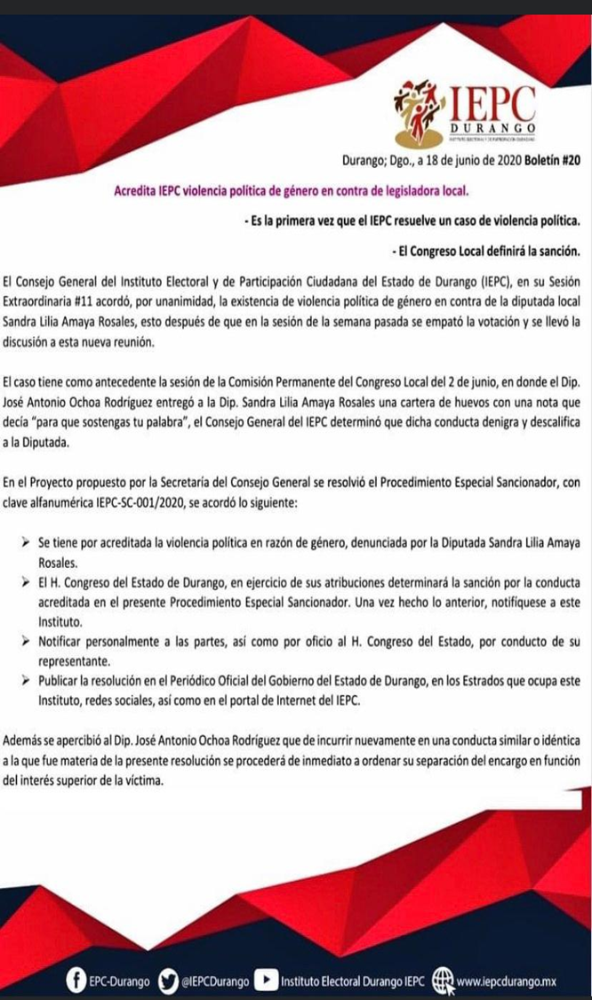 IEPC
DURANGO
INSTITUTO ELECTORAL Y DE PARTICIPACIÓN CIUDADANA
Durango; Dgo., a 18 de junio de 2020 Boletín #20
Acredita IEPC violencia política de género en contra de legisladora local.
- Es la primera vez que el IEPC resuelve un caso de violencia política.
- El Congreso Local definirá la sanción.
El Consejo General del Instituto Electoral y de Participación Ciudadana del Estado de Durango (IEPC), en su Sesión
Extraordinaria #11 acordó, por unanimidad, la existencia de violencia política de género en contra de la diputada local
Sandra Lilia Amaya Rosales, esto después de que en la sesión de la semana pasada se empató la votación y se llevó la
discusión a esta nueva reunión.
El caso tiene como antecedente la sesión de la Comisión Permanente del Congreso Local del 2 de junio, en donde el Dip.
José Antonio Ochoa Rodríguez entregó a la Dip. Sandra Lilia Amaya Rosales una cartera de huevos con una nota que
decía “para que sostengas tu palabra”, el Consejo General del IEPC determinó que dicha conducta denigra y descalifica
a la Diputada.
En el Proyecto propuesto por la Secretaría del Consejo General se resolvió el Procedimiento Especial Sancionador, con
clave alfanumérica IEPC-SC-001/2020, se acordó lo siguiente:
➢ Se tiene por acreditada la violencia política en razón de género, denunciada por la Diputada Sandra Lilia Amaya
Rosales.
➢ El H. Congreso del Estado de Durango, en ejercicio de sus atribuciones determinará la sanción por la conducta
acreditada en el presente Procedimiento Especial Sancionador. Una vez hecho lo anterior, notifíquese a este
Instituto.
➢ Notificar personalmente a las partes, así como por oficio al H. Congreso del Estado, por conducto de su
representante.
➢ Publicar la resolución en el Periódico Oficial del Gobierno del Estado de Durango, en los Estrados que ocupa este
Instituto, redes sociales, así como en el portal de Internet del IEPC.
Además se apercibió al Dip. José Antonio Ochoa Rodríguez que de incurrir nuevamente en una conducta similar o idéntica
a la que fue materia de la presente resolución se procederá de inmediato a ordenar su separación del encargo en función
del interés superior de la víctima.
EPC-Durango @IEPCDurango Instituto Electoral Durango IEPC www.iepcdurango.mx